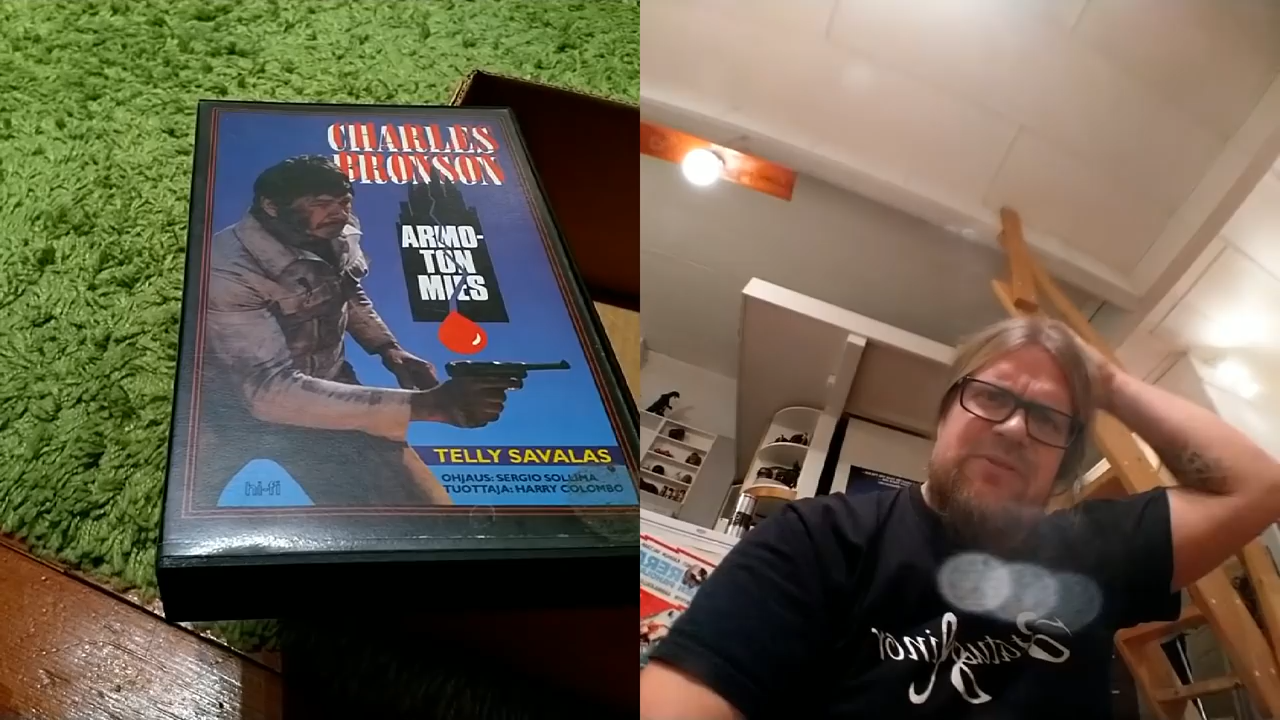 CHARLES
BRONSON
ARMO-
TON
MIES
TELLY SAVALAS
OHJAUS: SERGIO SOLLIMA
TUOTTAJA: HARRY COLOMBO
hi-fi